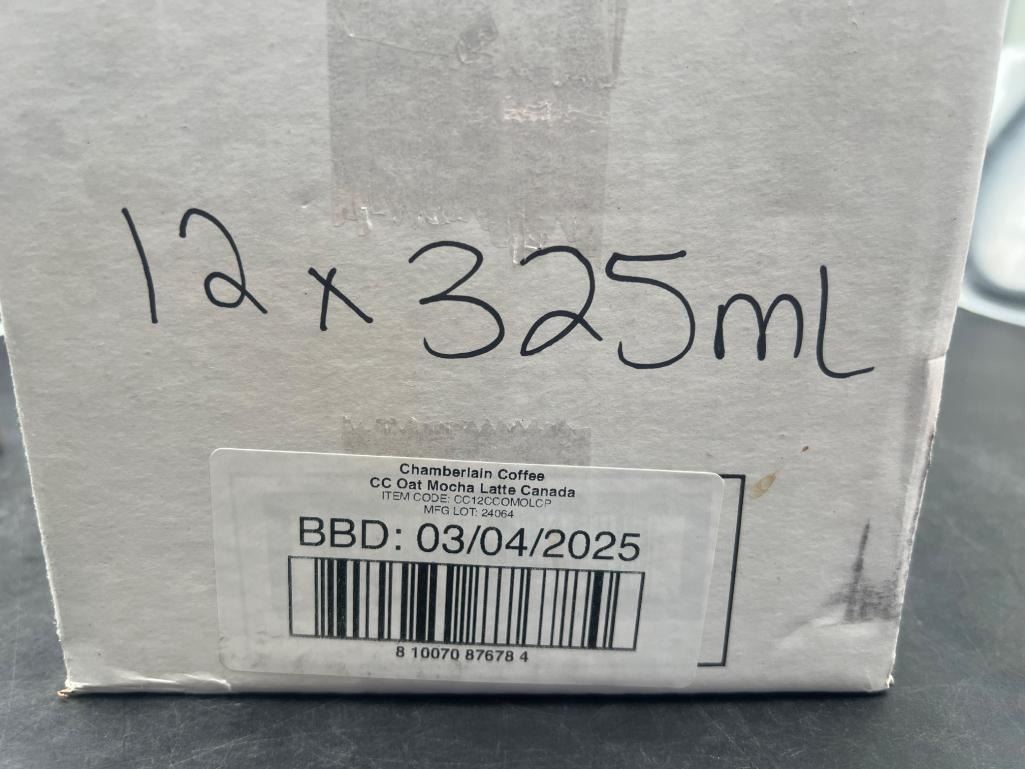 12 x 325mL
Chamberlain Coffee
CC Oat Mocha Latte Canada
ITEM CODE: CC12CCOMOLCP
MFG LOT: 24064
BBD: 03/04/2025
8 10070 87678 4